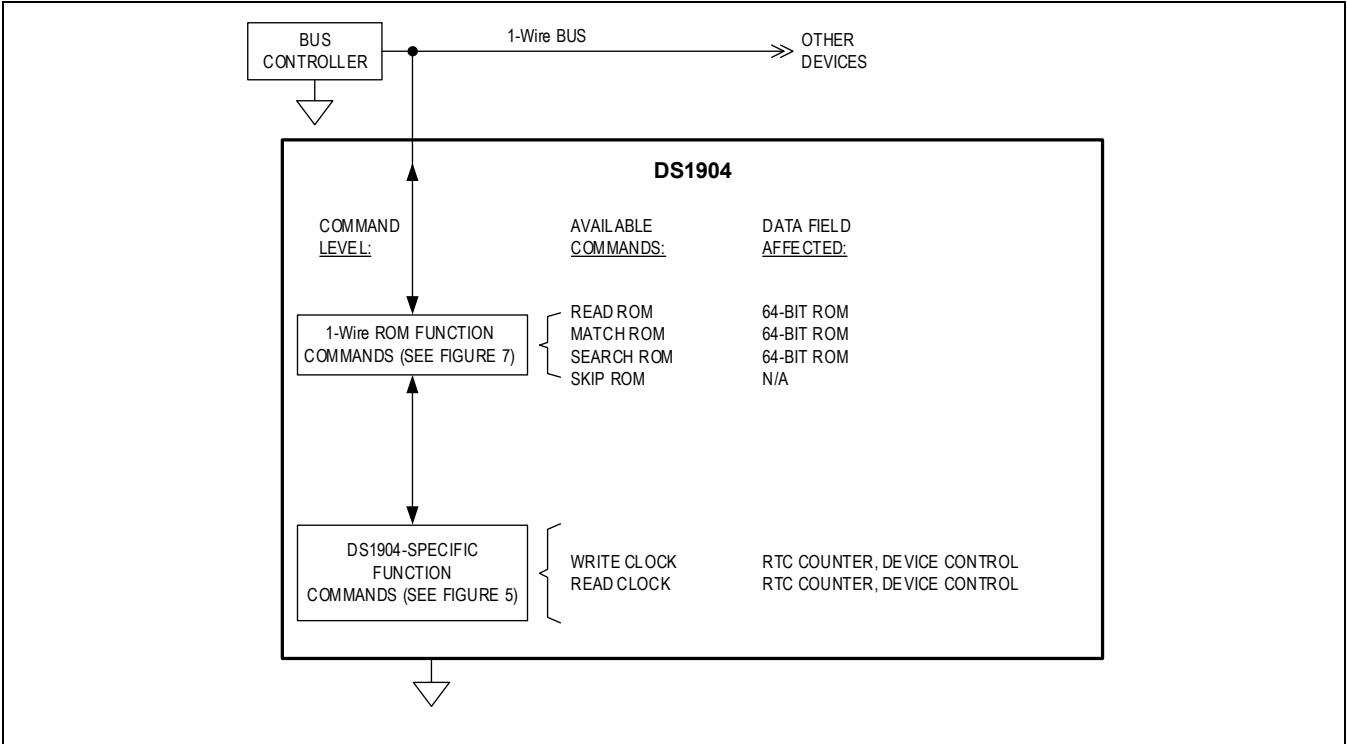 BUS
CONTROLLER
1-Wire BUS
OTHER
DEVICES
DS1904
COMMAND
LEVEL:
AVAILABLE
COMMANDS:
DATA FIELD
AFFECTED:
1-Wire ROM FUNCTION
COMMANDS (SEE FIGURE 7)
READ ROM 64-BIT ROM
MATCH ROM 64-BIT ROM
SEARCH ROM 64-BIT ROM
SKIP ROM N/A
DS1904-SPECIFIC
FUNCTION
COMMANDS (SEE FIGURE 5)
WRITE CLOCK RTC COUNTER, DEVICE CONTROL
READ CLOCK RTC COUNTER, DEVICE CONTROL